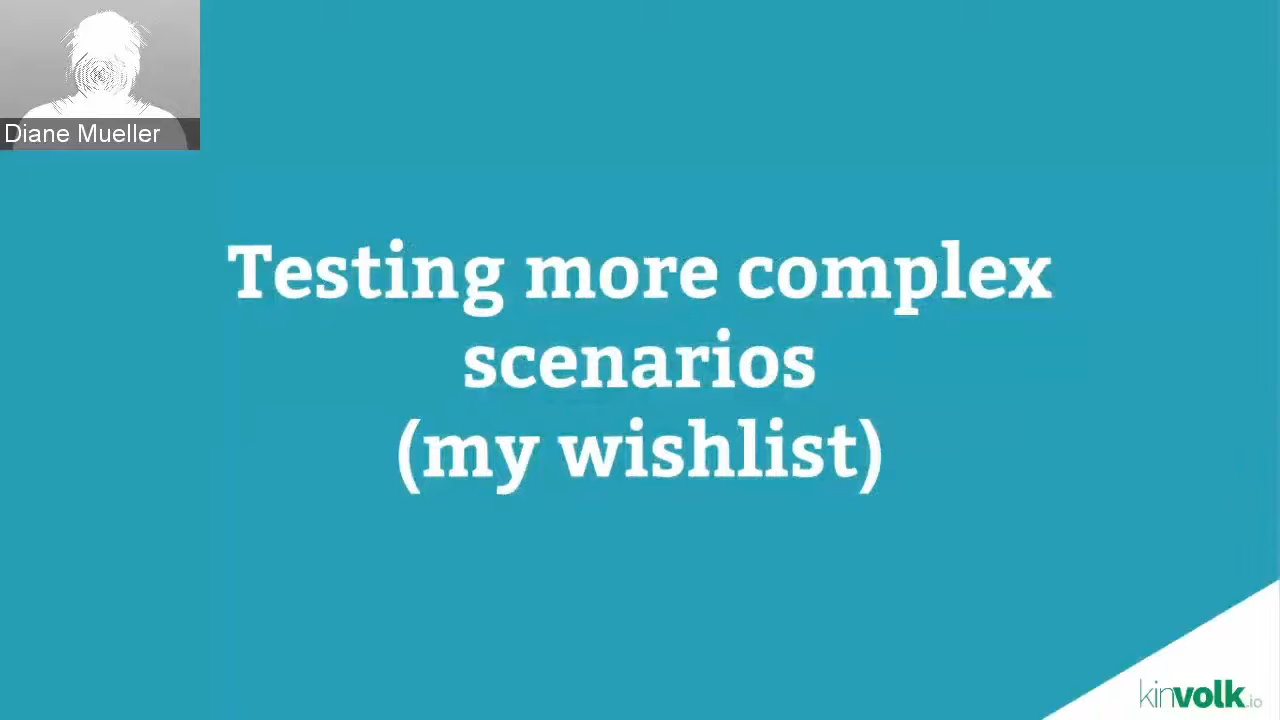 Diane Mueller
Testing more complex
scenarios
(my wishlist)
kinvolk.io